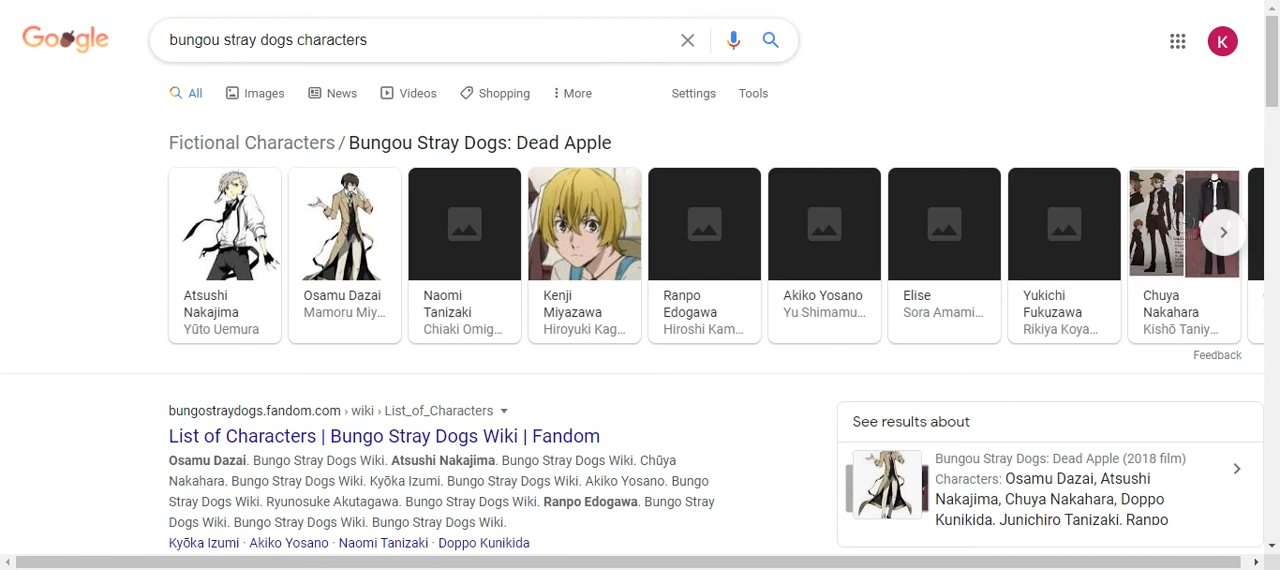 Google
bungou stray dogs characters
K
All Images News Videos Shopping More Settings Tools
Fictional Characters / Bungou Stray Dogs: Dead Apple
Atsushi Nakajima
Yūto Uemura
Osamu Dazai
Mamoru Miy...
Naomi Tanizaki
Chiaki Omig...
Kenji Miyazawa
Hiroyuki Kag...
Ranpo Edogawa
Hiroshi Kam...
Akiko Yosano
Yu Shimamu...
Elise
Sora Amami...
Yukichi Fukuzawa
Rikiya Koya...
Chuya Nakahara
Kishō Taniy...
Feedback
bungostraydogs.fandom.com › wiki › List_of_Characters
List of Characters | Bungo Stray Dogs Wiki | Fandom
Osamu Dazai. Bungo Stray Dogs Wiki. Atsushi Nakajima. Bungo Stray Dogs Wiki. Chūya
Nakahara. Bungo Stray Dogs Wiki. Kyōka Izumi. Bungo Stray Dogs Wiki. Akiko Yosano. Bungo
Stray Dogs Wiki. Ryunosuke Akutagawa. Bungo Stray Dogs Wiki. Ranpo Edogawa. Bungo Stray
Dogs Wiki. Bungo Stray Dogs Wiki. Bungo Stray Dogs Wiki.
Kyōka Izumi · Akiko Yosano · Naomi Tanizaki · Doppo Kunikida
See results about
Bungou Stray Dogs: Dead Apple (2018 film)
Characters: Osamu Dazai, Atsushi
Nakajima, Chuya Nakahara, Doppo
Kunikida, Junichiro Tanizaki, Ranpo